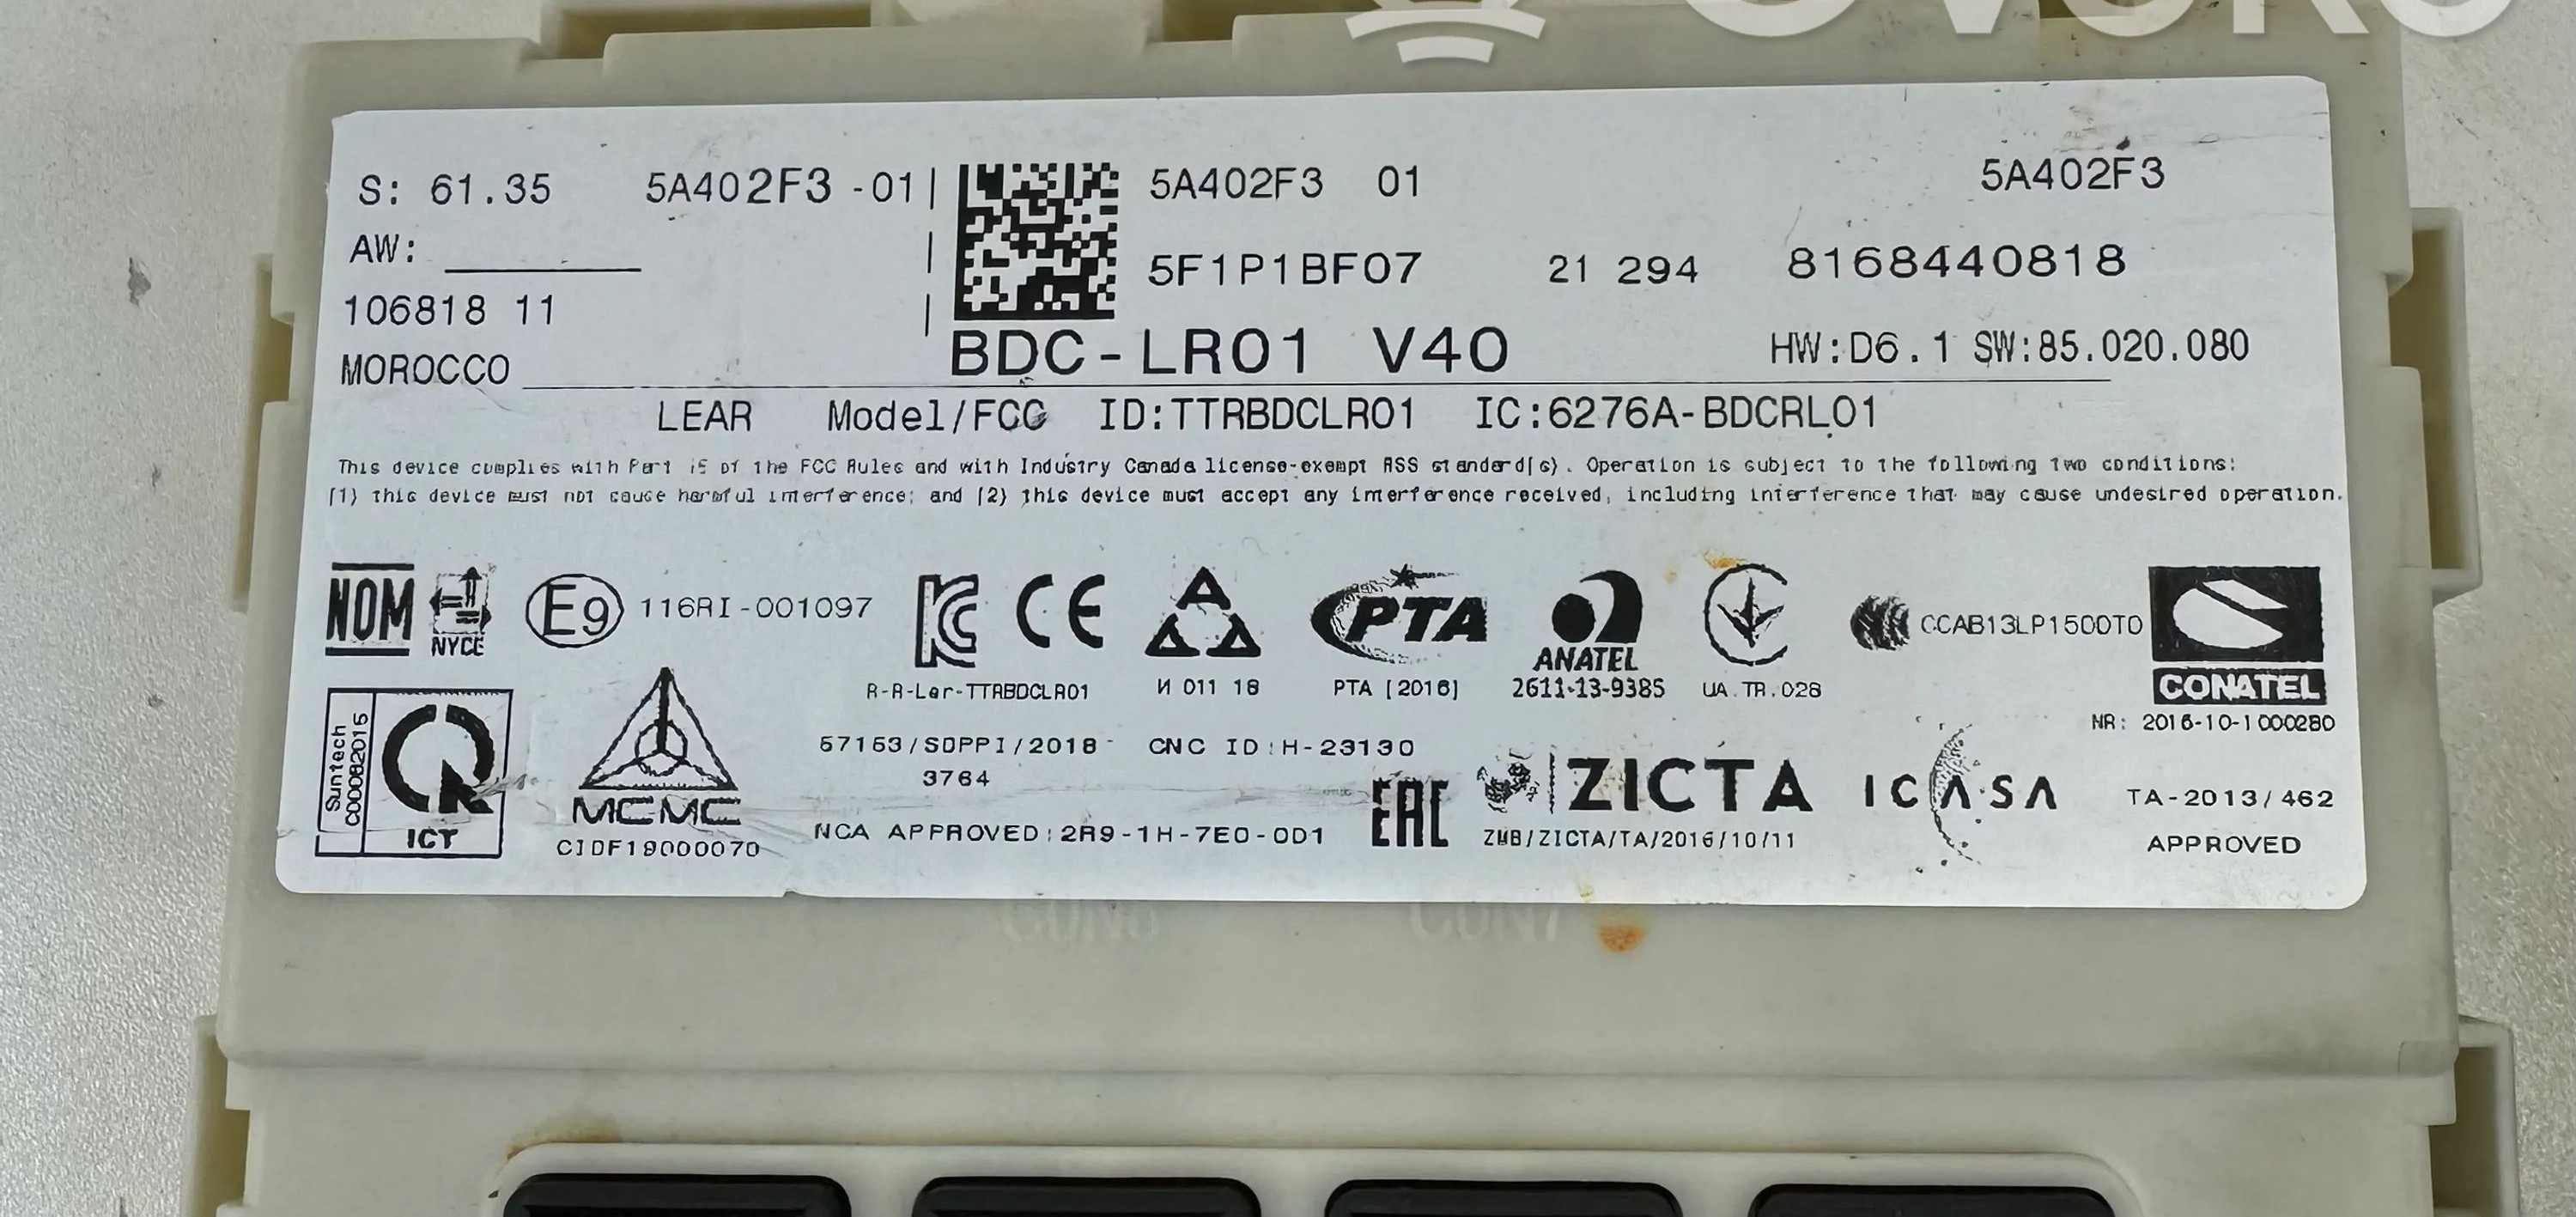 S: 61.35 5A402F3 -01
AW:
106818 11
MOROCCO
5A402F3 01
5A402F3
5F1P1BF07 21 294 8168440818
BDC-LR01 V40
HW:D6.1 SW:85.020.080
LEAR Model/FCC ID:TTRBDCLR01 IC:6276A-BDCRL01
This device complies with Part 15 of the FCC Rules and with Industry Canada license-exempt RSS standard(s). Operation is subject to the following two conditions:
(1) this device must not cause harmful interference; and (2) this device must accept any interference received, including interference that may cause undesired operation.
NOM NYCE E9 116RI-001097
KC CE PTA ANATEL CCAB13LP1500T0
CONATEL
R-R-Ler-TTRBDCLR01 И 011 18 PTA [2016] 2611-13-9385 UA.TR.028
NR: 2016-10-1000280
Suntech
C00082015
ICT
MCMC
CIDF19000070
57153/SDPPI/2018
3764
CNC ID:H-23130
NCA APPROVED:2R9-1H-7E0-0D1
EAC
ZICTA
ZMB/ZICTA/TA/2016/10/11
ICASA
TA-2013/462
APPROVED